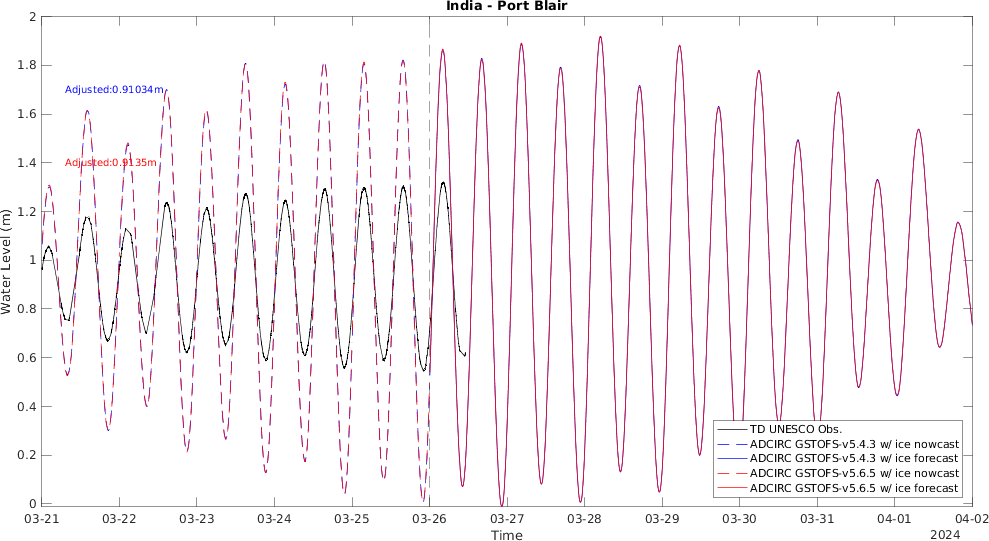 India - Port Blair
2
1.8
1.6
1.4
1.2
1
0.8
0.6
0.4
0.2
0
Water Level (m)
Adjusted:0.91034m
Adjusted:0.9135m
TD UNESCO Obs.
ADCIRC GSTOFS-v5.4.3 w/ ice nowcast
ADCIRC GSTOFS-v5.4.3 w/ ice forecast
ADCIRC GSTOFS-v5.6.5 w/ ice nowcast
ADCIRC GSTOFS-v5.6.5 w/ ice forecast
03-21 03-22 03-23 03-24 03-25 03-26 03-27 03-28 03-29 03-30 03-31 04-01 04-02
Time
2024